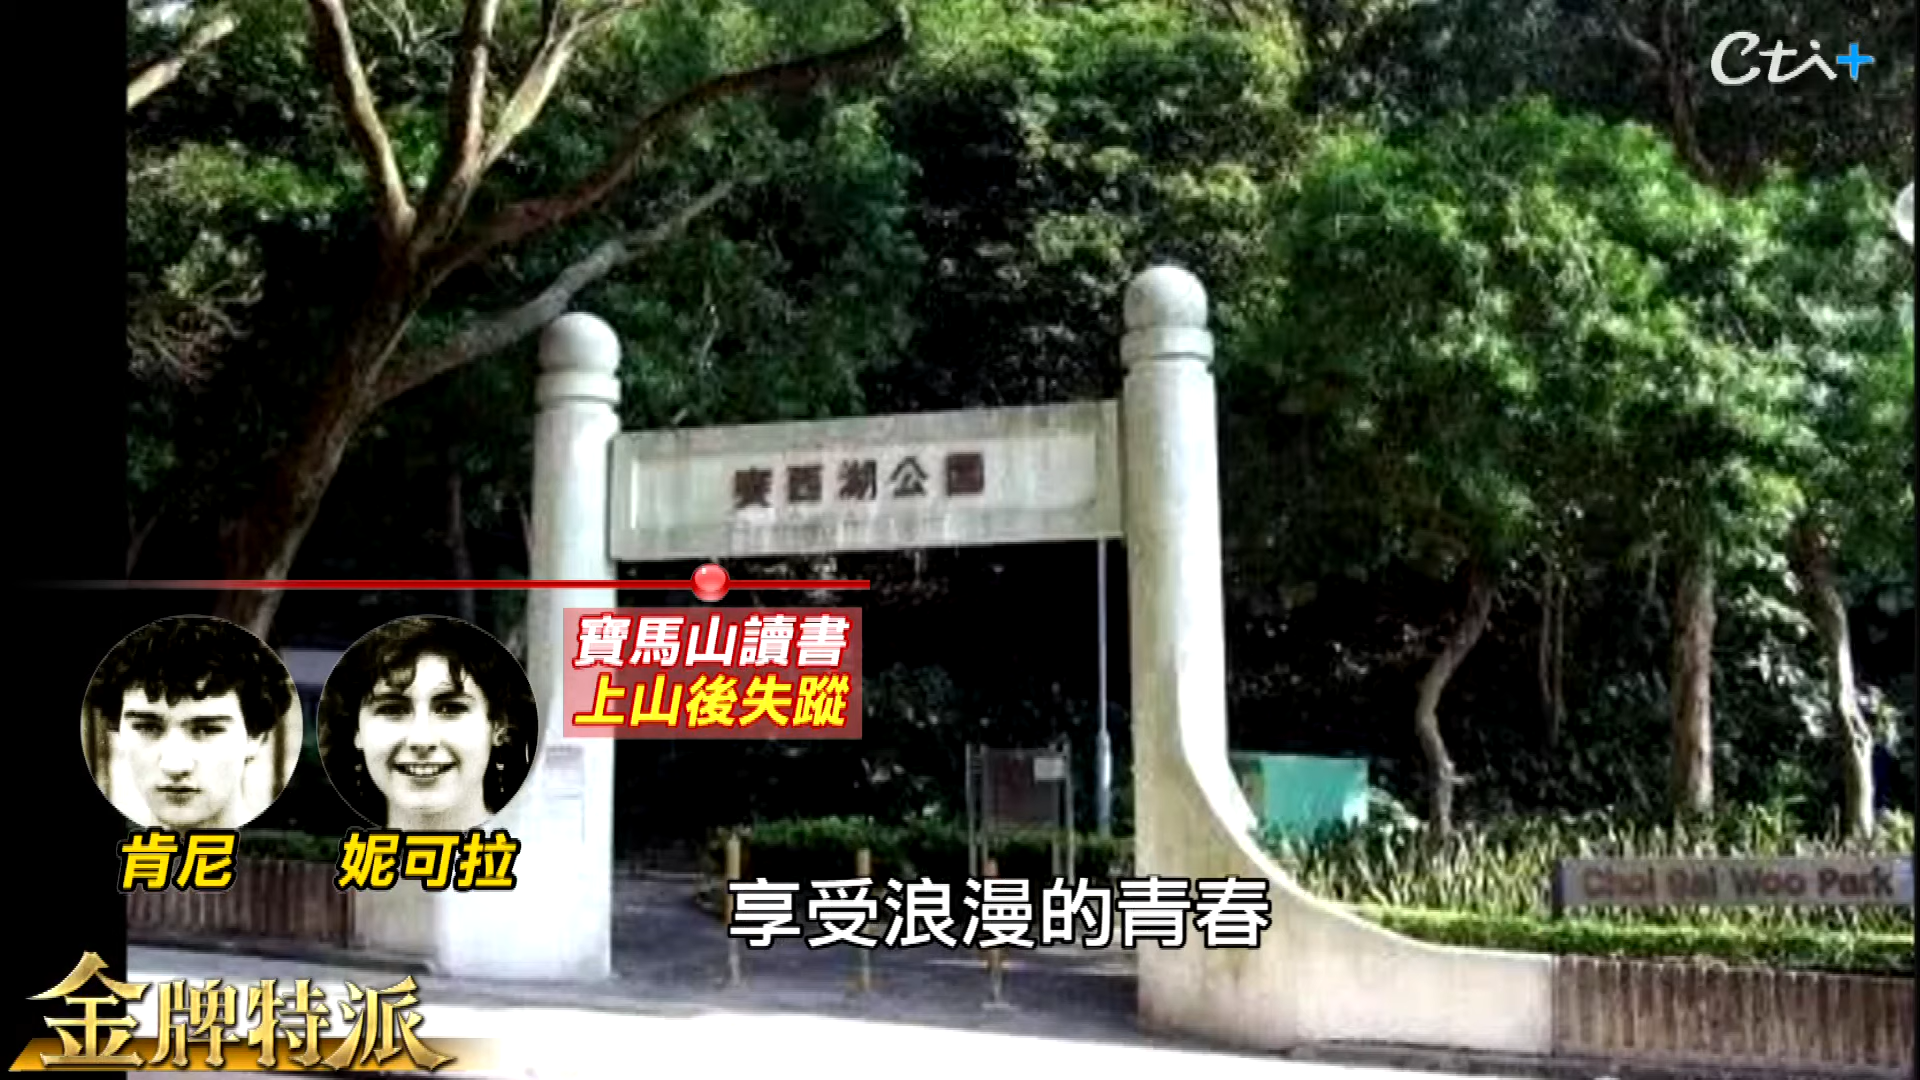 Cti+
賽西湖公園
寶馬山讀書
上山後失蹤
肯尼
妮可拉
享受浪漫的青春
Choi Sai Woo Park
金牌特派